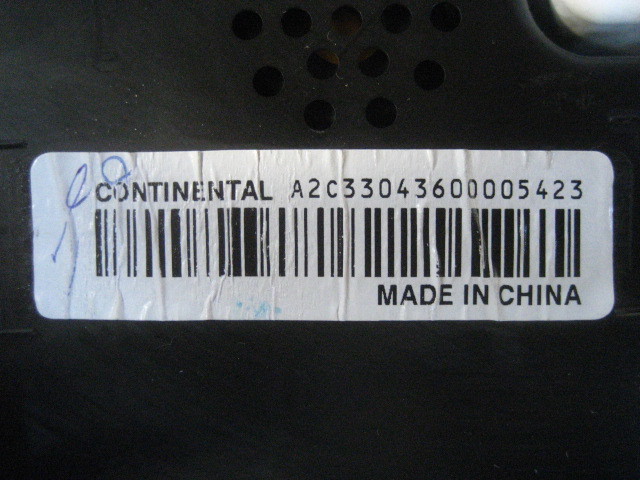 CONTINENTAL A2C33043600005423
MADE IN CHINA